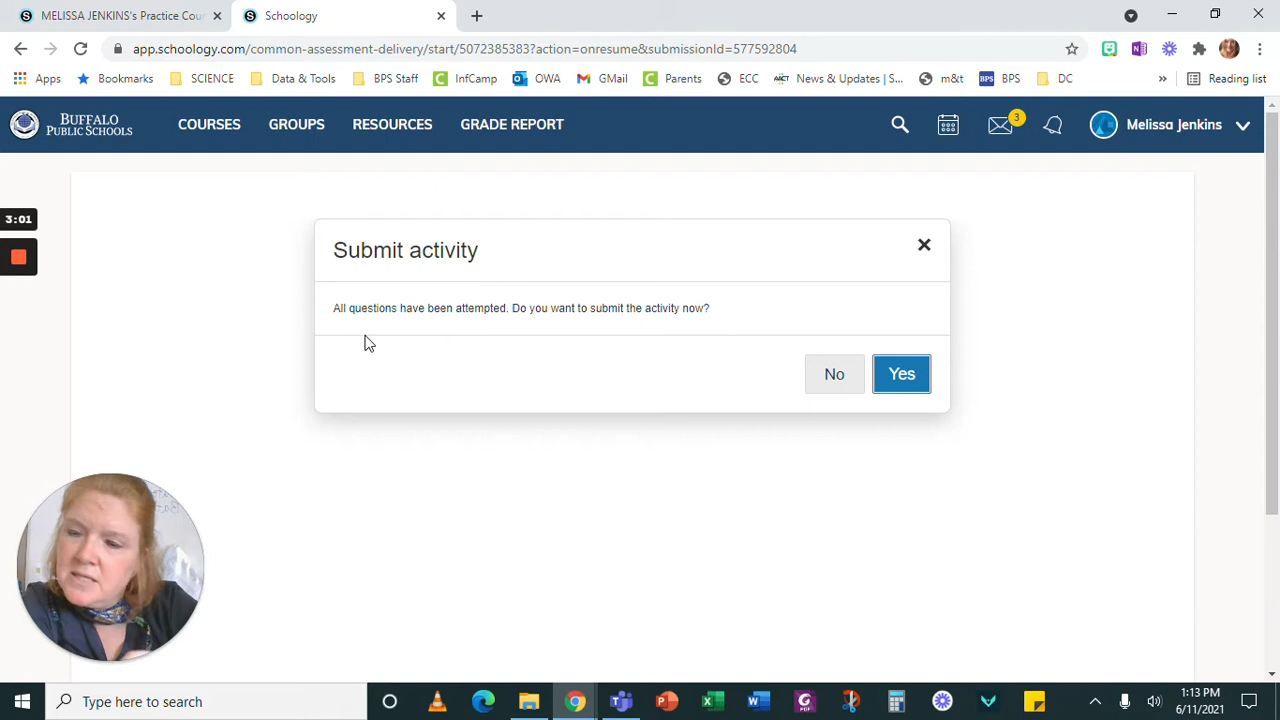 MELISSA JENKINS's Practice Cou
Schoology
app.schoology.com/common-assessment-delivery/start/5072385383?action=onresume&submissionId=577592804
Apps Bookmarks SCIENCE Data & Tools BPS Staff InfCamp OWA GMail Parents ECC News & Updates | S... m&t BPS DC » Reading list
BUFFALO
PUBLIC SCHOOLS
COURSES GROUPS RESOURCES GRADE REPORT 3 Melissa Jenkins
3:01
Submit activity
All questions have been attempted. Do you want to submit the activity now?
No Yes
Type here to search
1:13 PM
6/11/2021